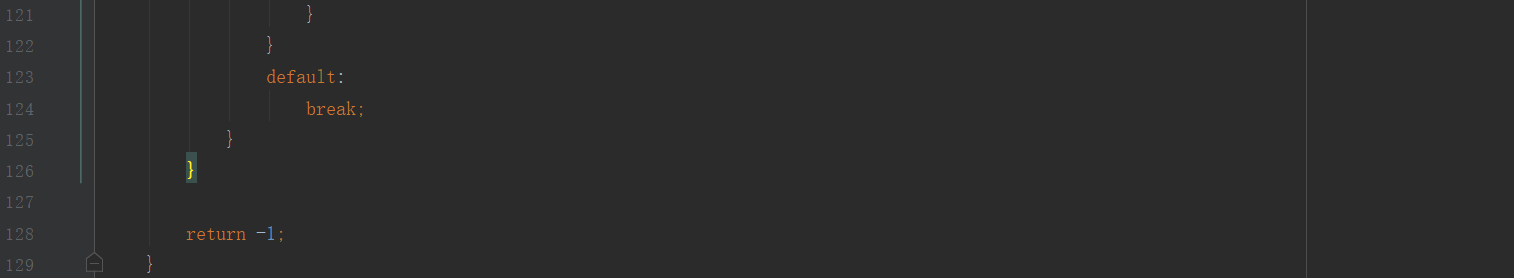 121                            }
122                        }
123                        default:
124                            break;
125                    }
126                }
127
128                return -1;
129            }